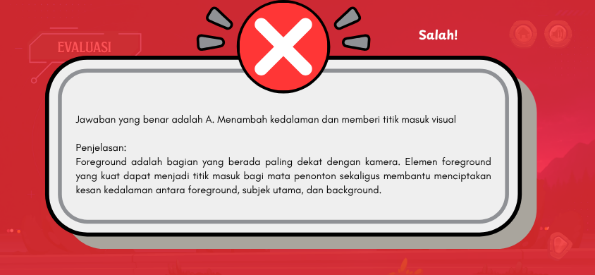 Salah!
EVALUASI
Jawaban yang benar adalah A. Menambah kedalaman dan memberi titik masuk visual
Penjelasan:
Foreground adalah bagian yang berada paling dekat dengan kamera. Elemen foreground
yang kuat dapat menjadi titik masuk bagi mata penonton sekaligus membantu menciptakan
kesan kedalaman antara foreground, subjek utama, dan background.